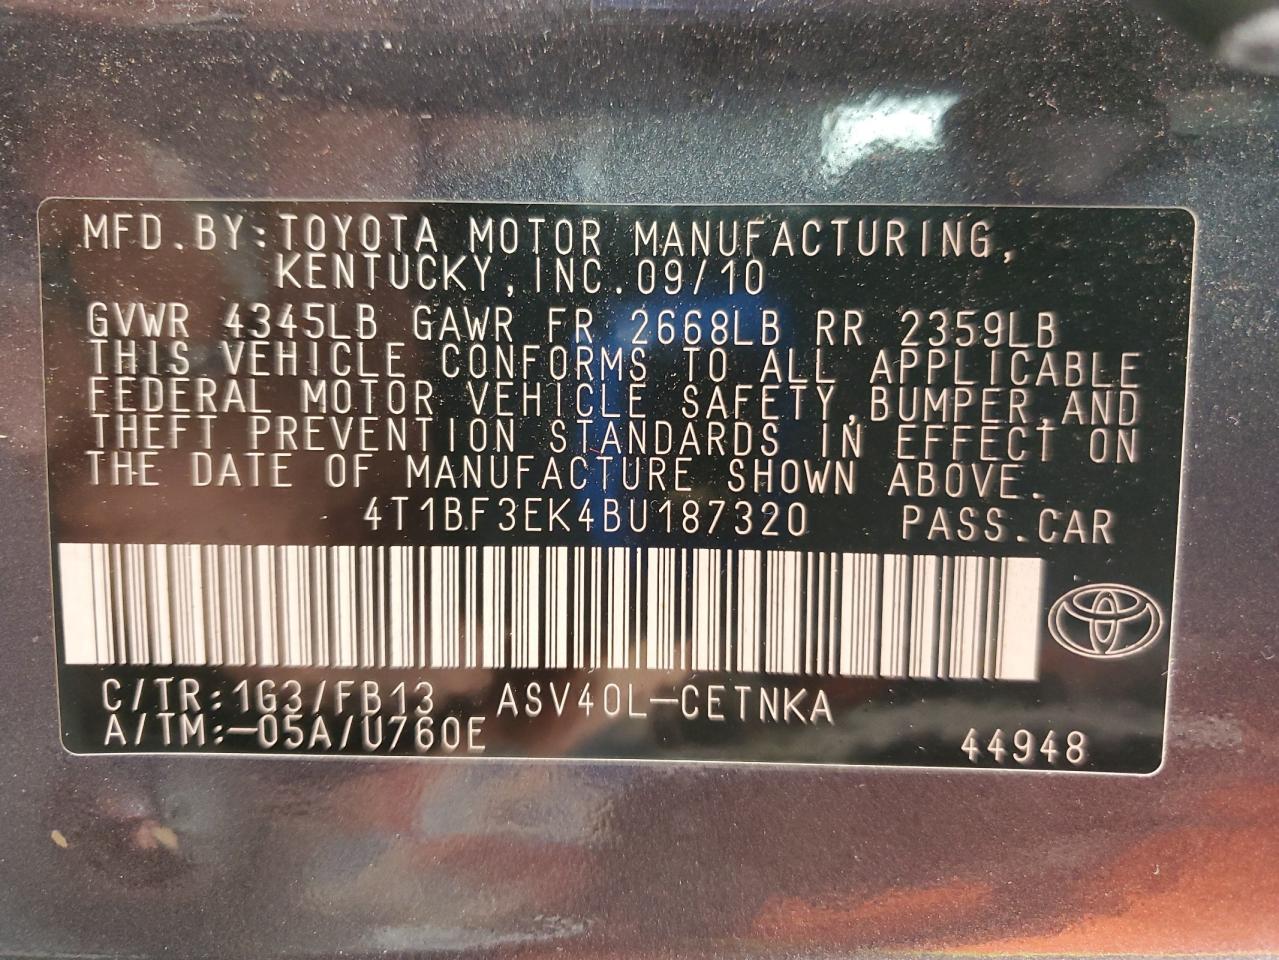 MFD.BY:TOYOTA MOTOR MANUFACTURING,
KENTUCKY,INC.09/10
GVWR 4345LB GAWR FR 2668LB RR 2359LB
THIS VEHICLE CONFORMS TO ALL APPLICABLE
FEDERAL MOTOR VEHICLE SAFETY,BUMPER,AND
THEFT PREVENTION STANDARDS IN EFFECT ON
THE DATE OF MANUFACTURE SHOWN ABOVE.
4T1BF3EK4BU187320 PASS.CAR
C/TR:1G3/FB13 ASV40L-CETNKA
A/TM:-05A/U760E 44948